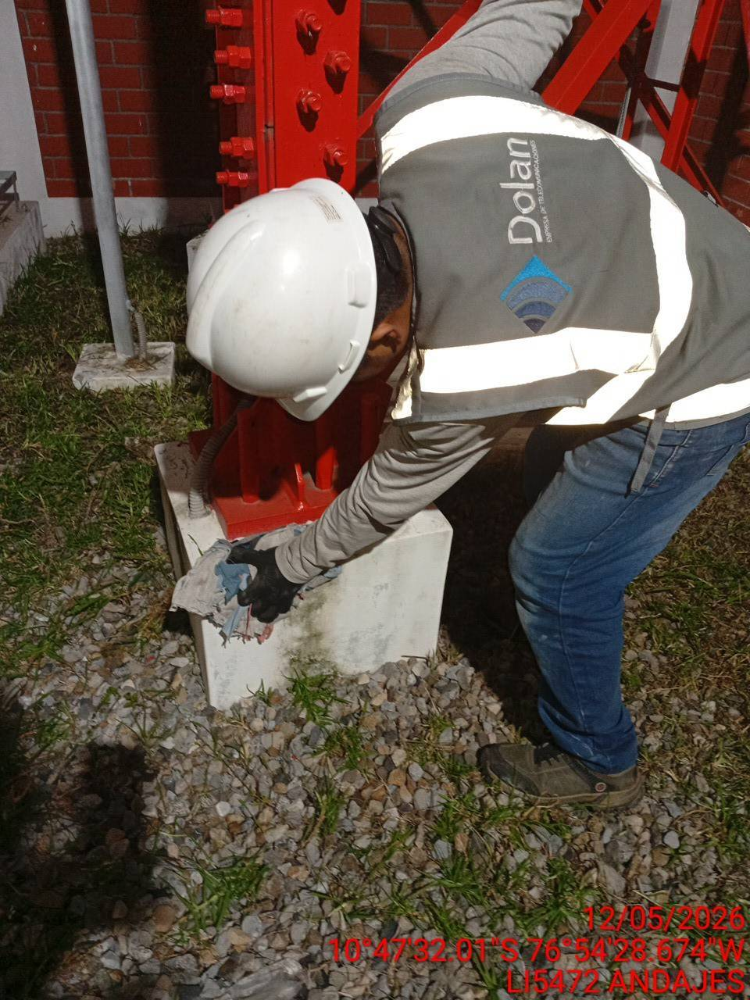 Dolan
EMPRESA DE TELECOMUNICACIONES
12/05/2026
10°47'32.01"S 76°54'28.674"W
LI5472 ANDAJES